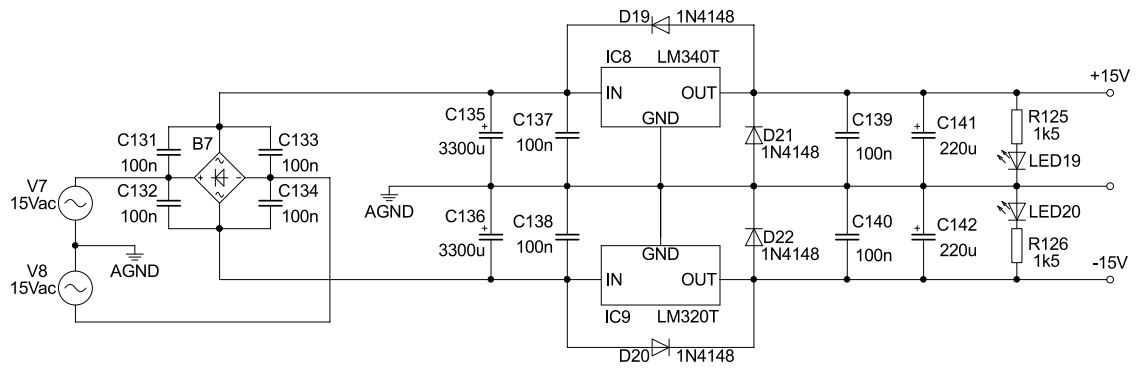 D19 1N4148
IC8 LM340T
IN OUT
GND
+15V
C131
100n
B7
C133
100n
C135
3300u
C137
100n
D21
1N4148
C139
100n
C141
220u
R125
1k5
LED19
V7
15Vac
C132
100n
C134
100n
AGND
AGND
V8
15Vac
C136
3300u
C138
100n
D22
1N4148
C140
100n
C142
220u
LED20
R126
1k5
GND
IN OUT
-15V
IC9 LM320T
D20 1N4148